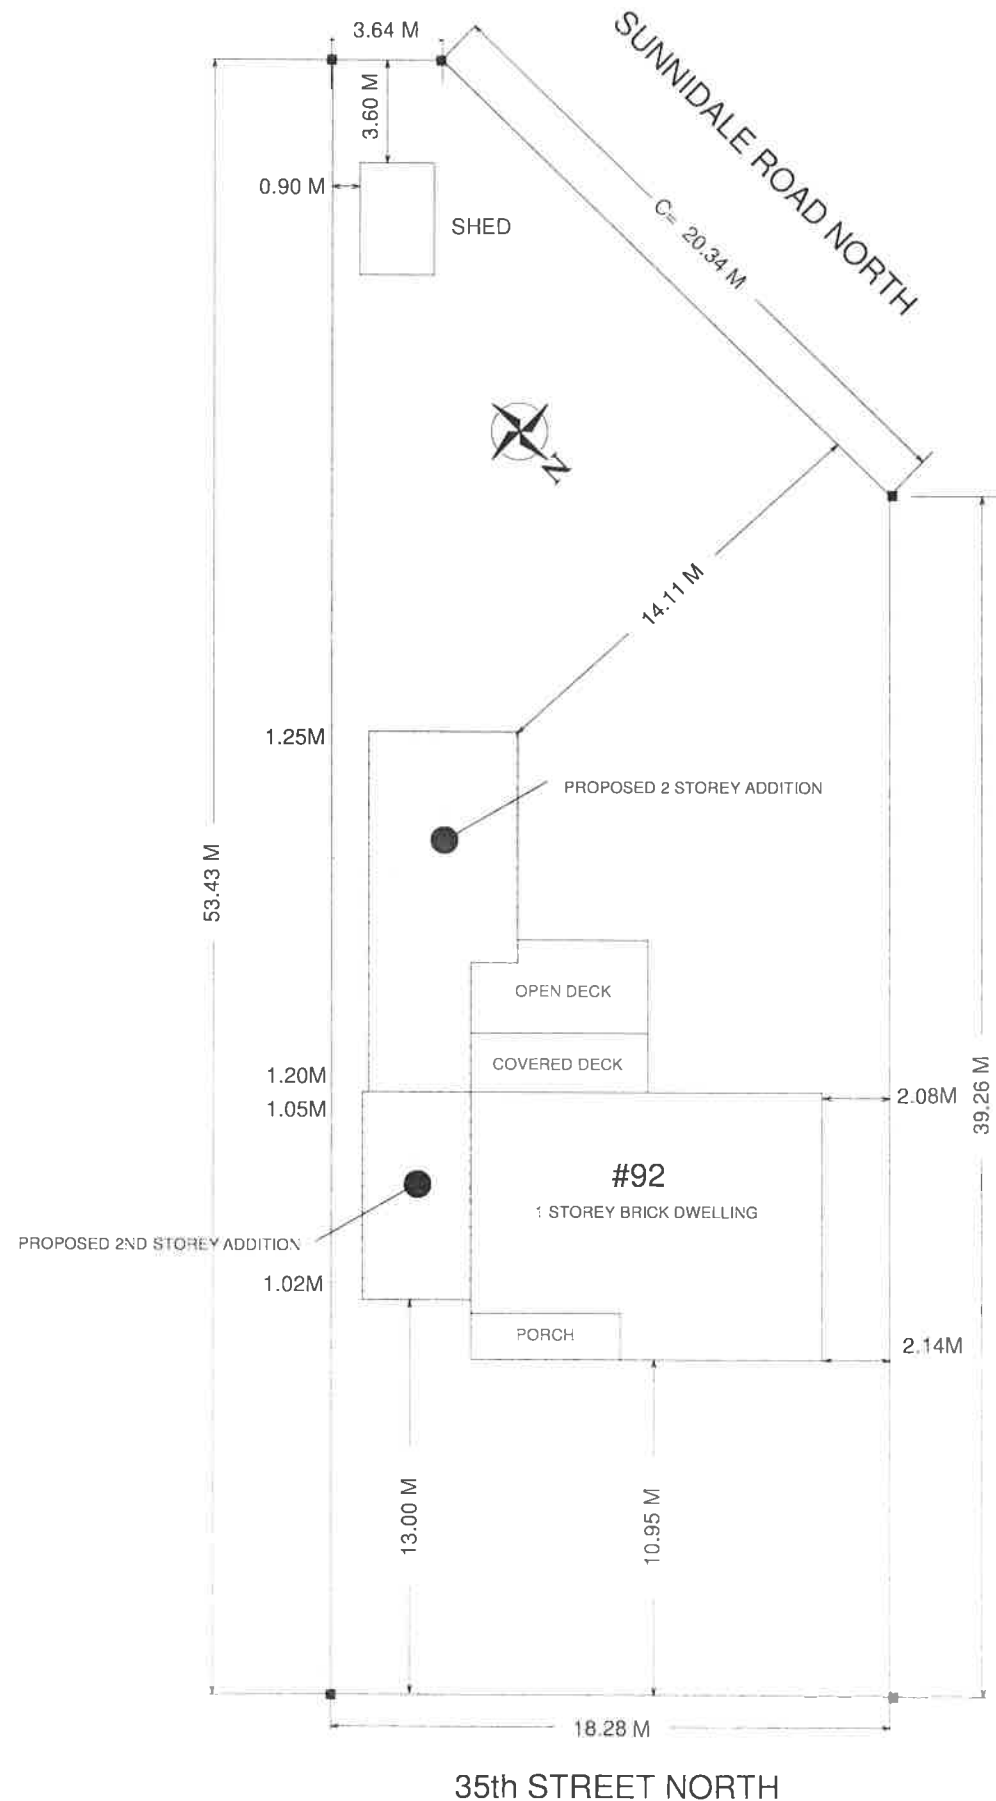 3.64 M
SUNNIDALE ROAD NORTH
3.60 M
0.90 M
SHED
C= 20.34 M
N
14.11 M
1.25M
PROPOSED 2 STOREY ADDITION
53.43 M
OPEN DECK
COVERED DECK
1.20M
1.05M
2.08M
39.26 M
#92
1 STOREY BRICK DWELLING
PROPOSED 2ND STOREY ADDITION
1.02M
PORCH
2.14M
13.00 M
10.95 M
18.28 M
35th STREET NORTH